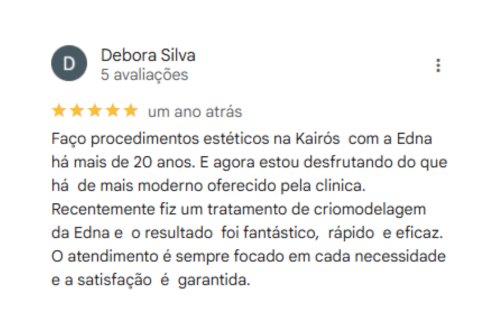 D
Debora Silva
5 avaliações
um ano atrás
Faço procedimentos estéticos na Kairós com a Edna
há mais de 20 anos. E agora estou desfrutando do que
há de mais moderno oferecido pela clinica.
Recentemente fiz um tratamento de criomodelagem
da Edna e o resultado foi fantástico, rápido e eficaz.
O atendimento é sempre focado em cada necessidade
e a satisfação é garantida.